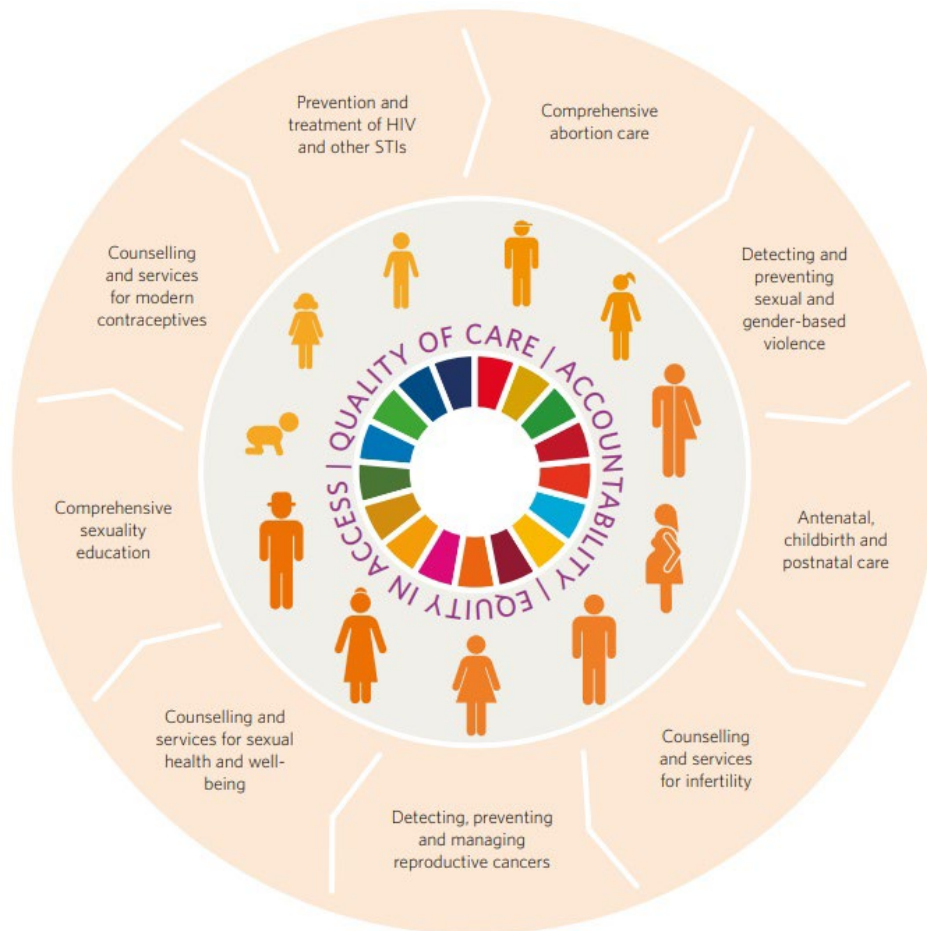 Prevention and
treatment of HIV
and other STIs
Comprehensive
abortion care
Detecting and
preventing
sexual and
gender-based
violence
Antenatal,
childbirth and
postnatal care
Counselling
and services
for infertility
Detecting, preventing
and managing
reproductive cancers
Counselling and
services for sexual
health and well-
being
Comprehensive
sexuality
education
Counselling
and services
for modern
contraceptives
QUALITY OF CARE | ACCOUNTABILITY | EQUITY IN ACCESS |